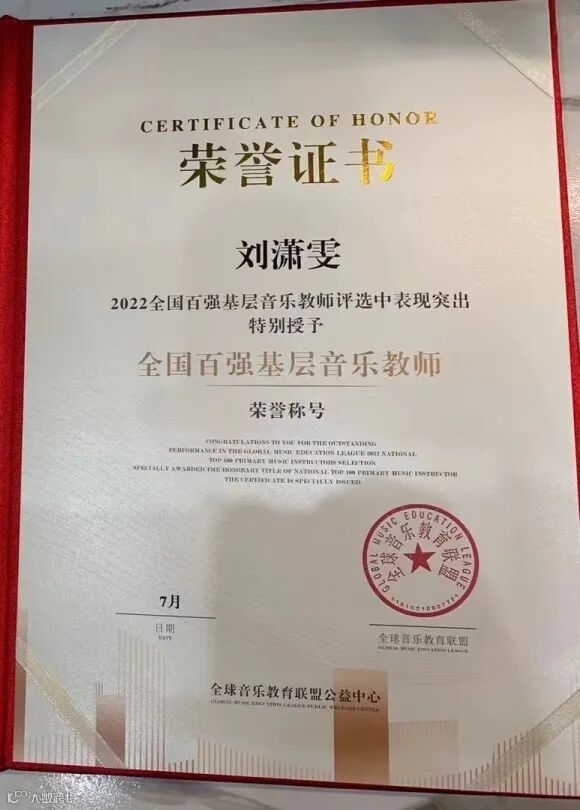 CERTIFICATE OF HONOR
荣誉证书
刘潇雯
2022全国百强基层音乐教师评选中表现突出
特别授予
全国百强基层音乐教师
荣誉称号
CONGRATULATIONS TO YOU FOR THE OUTSTANDING
PERFORMANCE IN THE GLOBAL MUSIC EDUCATION LEAGUE 2022 NATIONAL
TOP 100 PRIMARY MUSIC INSTRUCTORS SELECTION
SPECIALLY AWARDED THE HONORARY TITLE OF NATIONAL TOP 100 PRIMARY MUSIC INSTRUCTOR
THE CERTIFICATE IS SPECIALLY ISSUED.
GLOBAL MUSIC EDUCATION LEAGUE
全球音乐教育联盟
7月
日期
DATE
全球音乐教育联盟
GLOBAL MUSIC EDUCATION LEAGUE
全球音乐教育联盟公益中心
GLOBAL MUSIC EDUCATION LEAGUE PUBLIC WELFARE CENTER
大数跨境